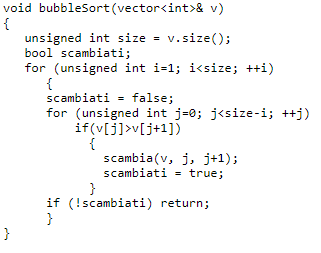 void bubbleSort(vector<int>& v)
{
   unsigned int size = v.size();
   bool scambiati;
   for (unsigned int i=1; i<size; ++i)
      {
      scambiati = false;
      for (unsigned int j=0; j<size-i; ++j)
          if(v[j]>v[j+1])
            {
              scambia(v, j, j+1);
              scambiati = true;
            }
      if (!scambiati) return;
      }
}